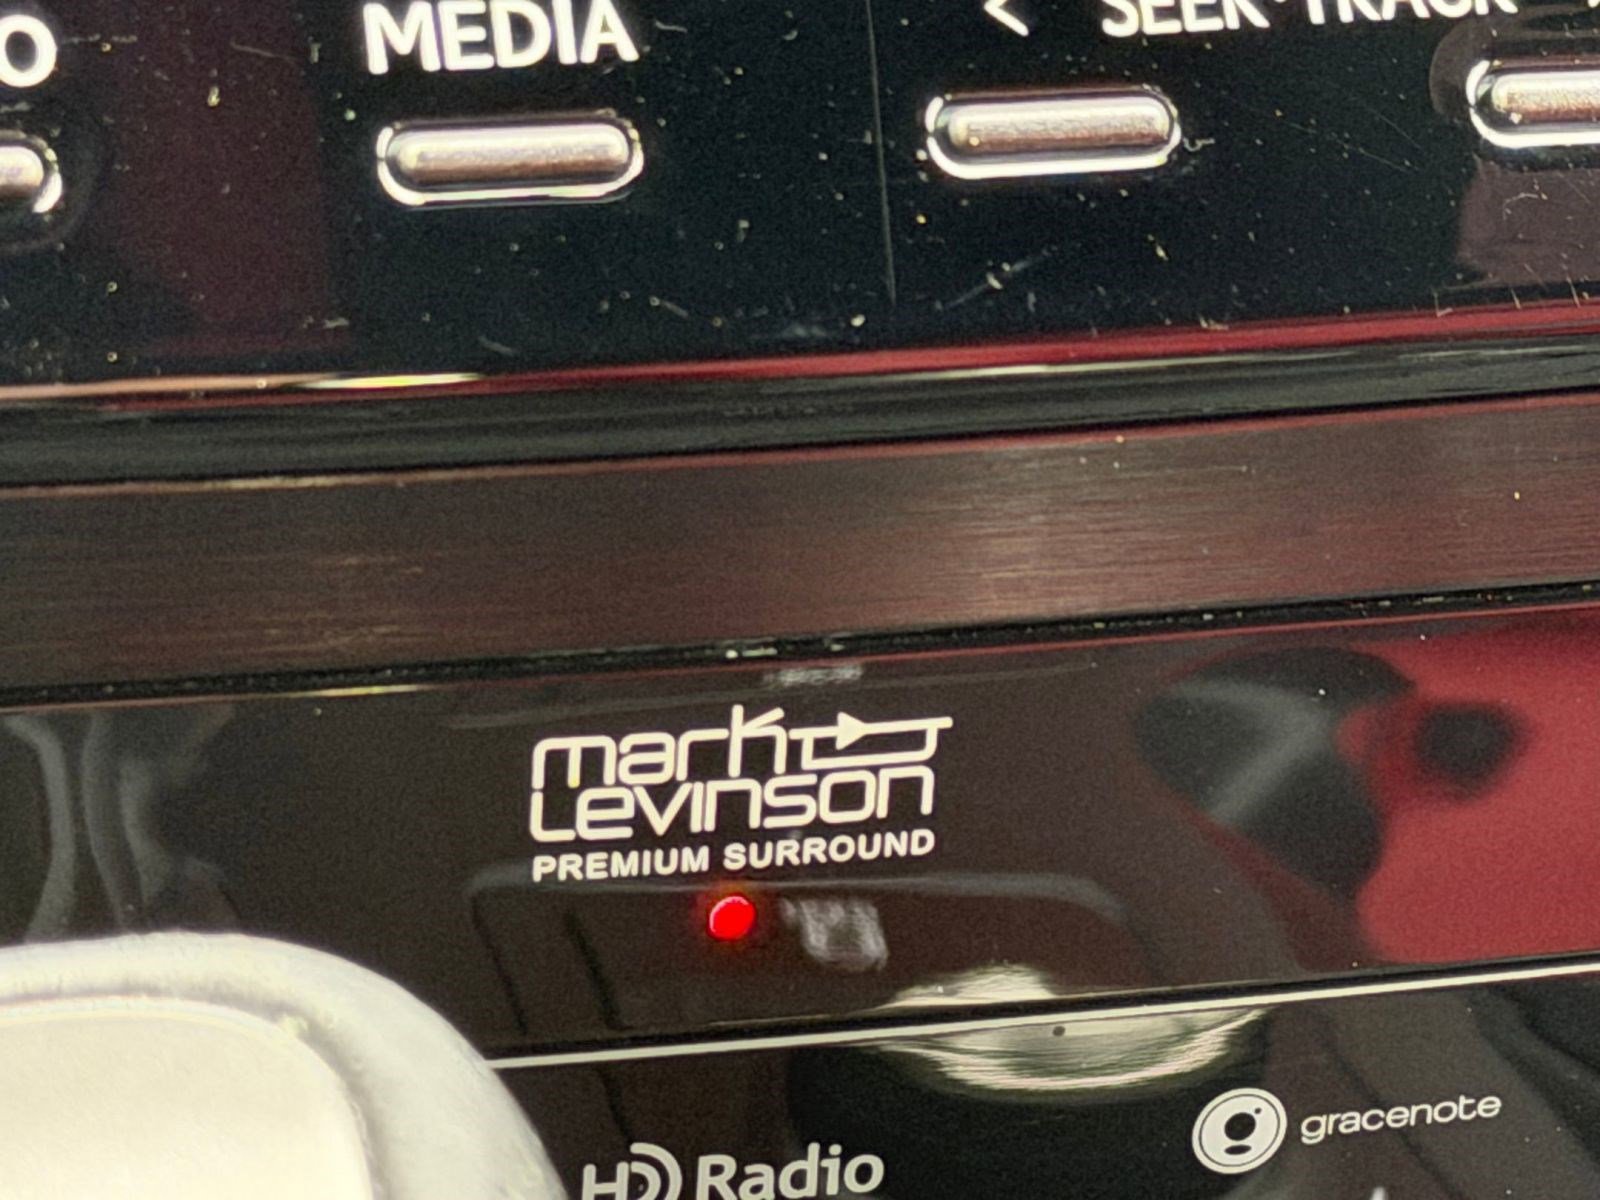 O
MEDIA
< SEEK·TRACK
mark
Levinson
PREMIUM SURROUND
gracenote
HD Radio